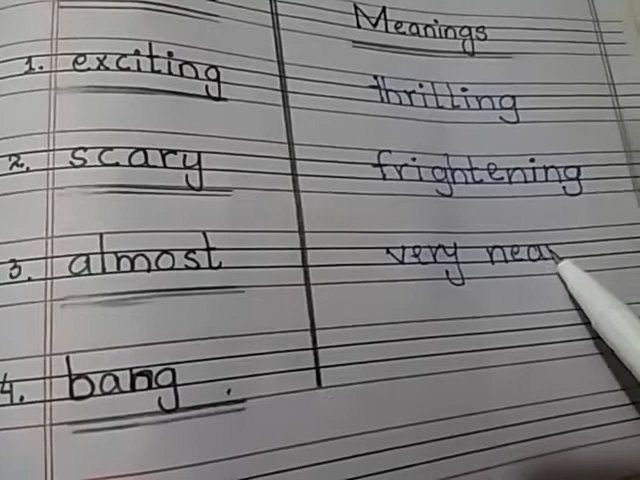 Meanings
1. exciting thrilling
2. scary frightening
3. almost very near
4. bang .